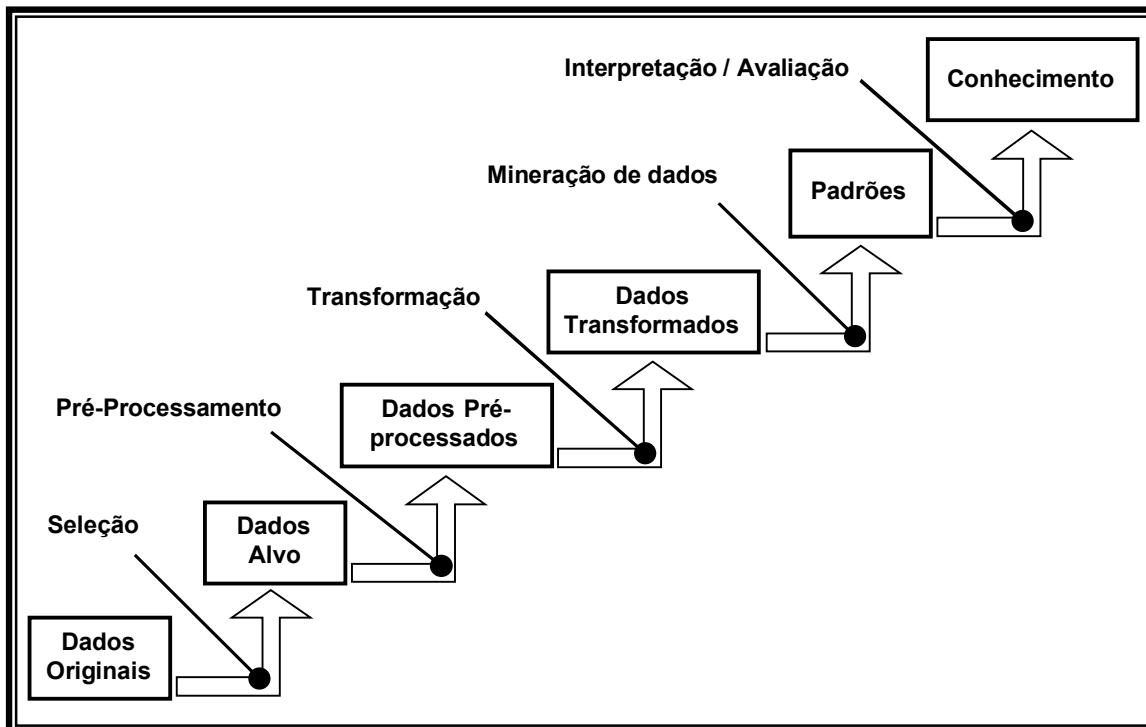 Interpretação / Avaliação
Conhecimento
Mineração de dados
Padrões
Transformação
Dados
Transformados
Pré-Processamento
Dados Pré-
processados
Seleção
Dados
Alvo
Dados
Originais